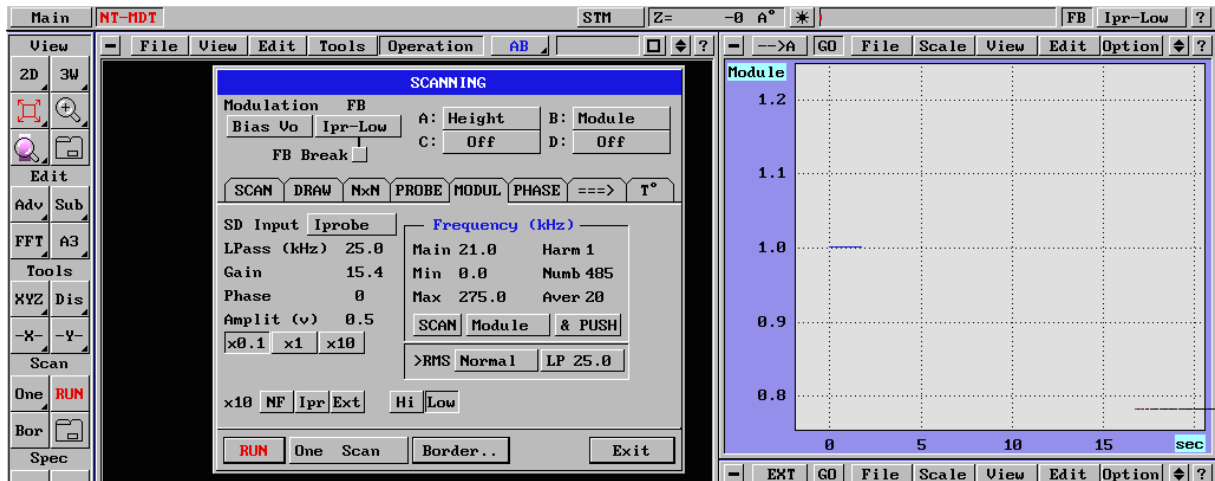 Main NT-MDT STM Z= -0 A° FB Ipr-Low ?
View
2D 3W
Edit
Adv Sub
FFT A3
Tools
XYZ Dis
-X- -Y-
Scan
One RUN
Bor
Spec
- File View Edit Tools Operation AB ?
SCANNING
Modulation FB
Bias Vo Ipr-Low
A: Height B: Module
C: Off D: Off
FB Break
SCAN DRAW NxN PROBE MODUL PHASE ===> T°
SD Input Iprobe
LPass (kHz) 25.0
Gain 15.4
Phase 0
Amplit (v) 0.5
x0.1 x1 x10
Frequency (kHz)
Main 21.0 Harm 1
Min 0.0 Numb 485
Max 275.0 Aver 20
SCAN Module & PUSH
>RMS Normal LP 25.0
x10 NF Ipr Ext Hi Low
RUN One Scan Border.. Exit
- -->A GO File Scale View Edit Option ?
Module
1.2
1.1
1.0
0.9
0.8
0 5 10 15 sec
- EXT GO File Scale View Edit Option ?